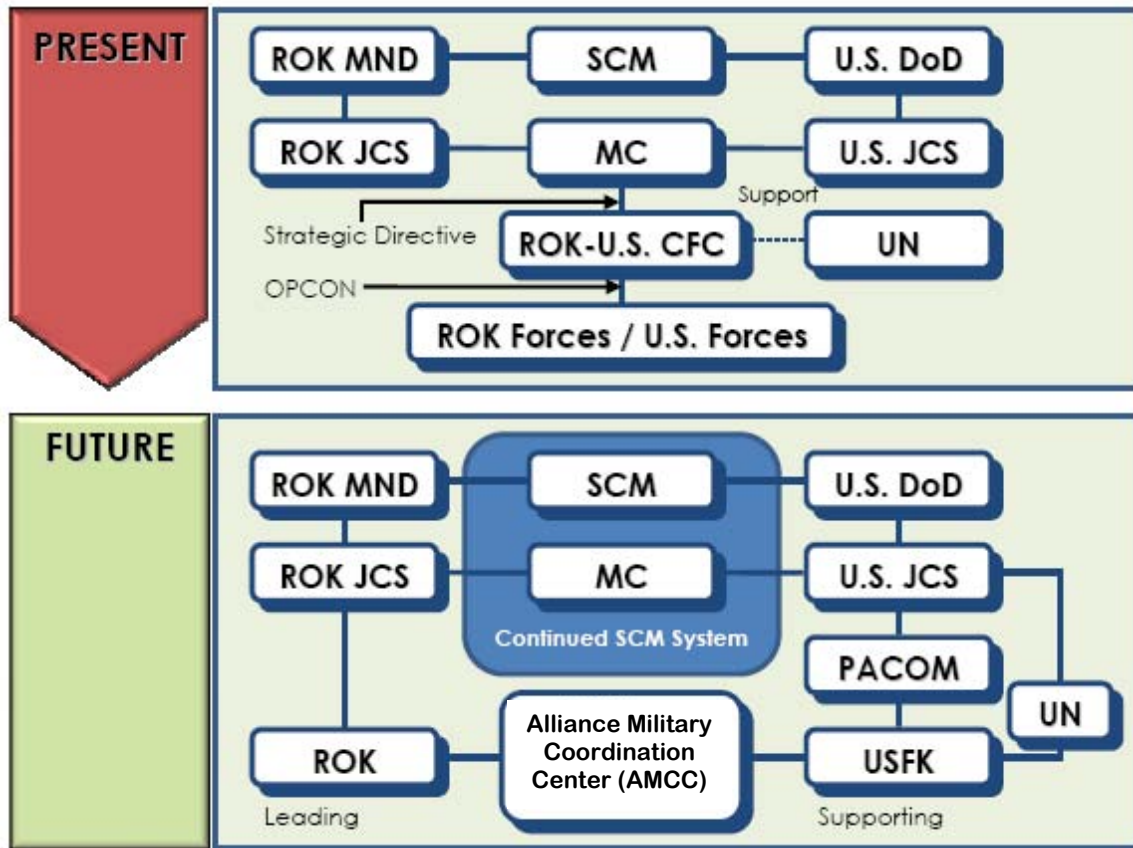 PRESENT
ROK MND
SCM
U.S. DoD
ROK JCS
MC
U.S. JCS
Support
Strategic Directive
ROK-U.S. CFC
UN
OPCON
ROK Forces / U.S. Forces
FUTURE
ROK MND
SCM
U.S. DoD
ROK JCS
MC
U.S. JCS
Continued SCM System
PACOM
UN
ROK
Alliance Military
Coordination
Center (AMCC)
USFK
Leading
Supporting